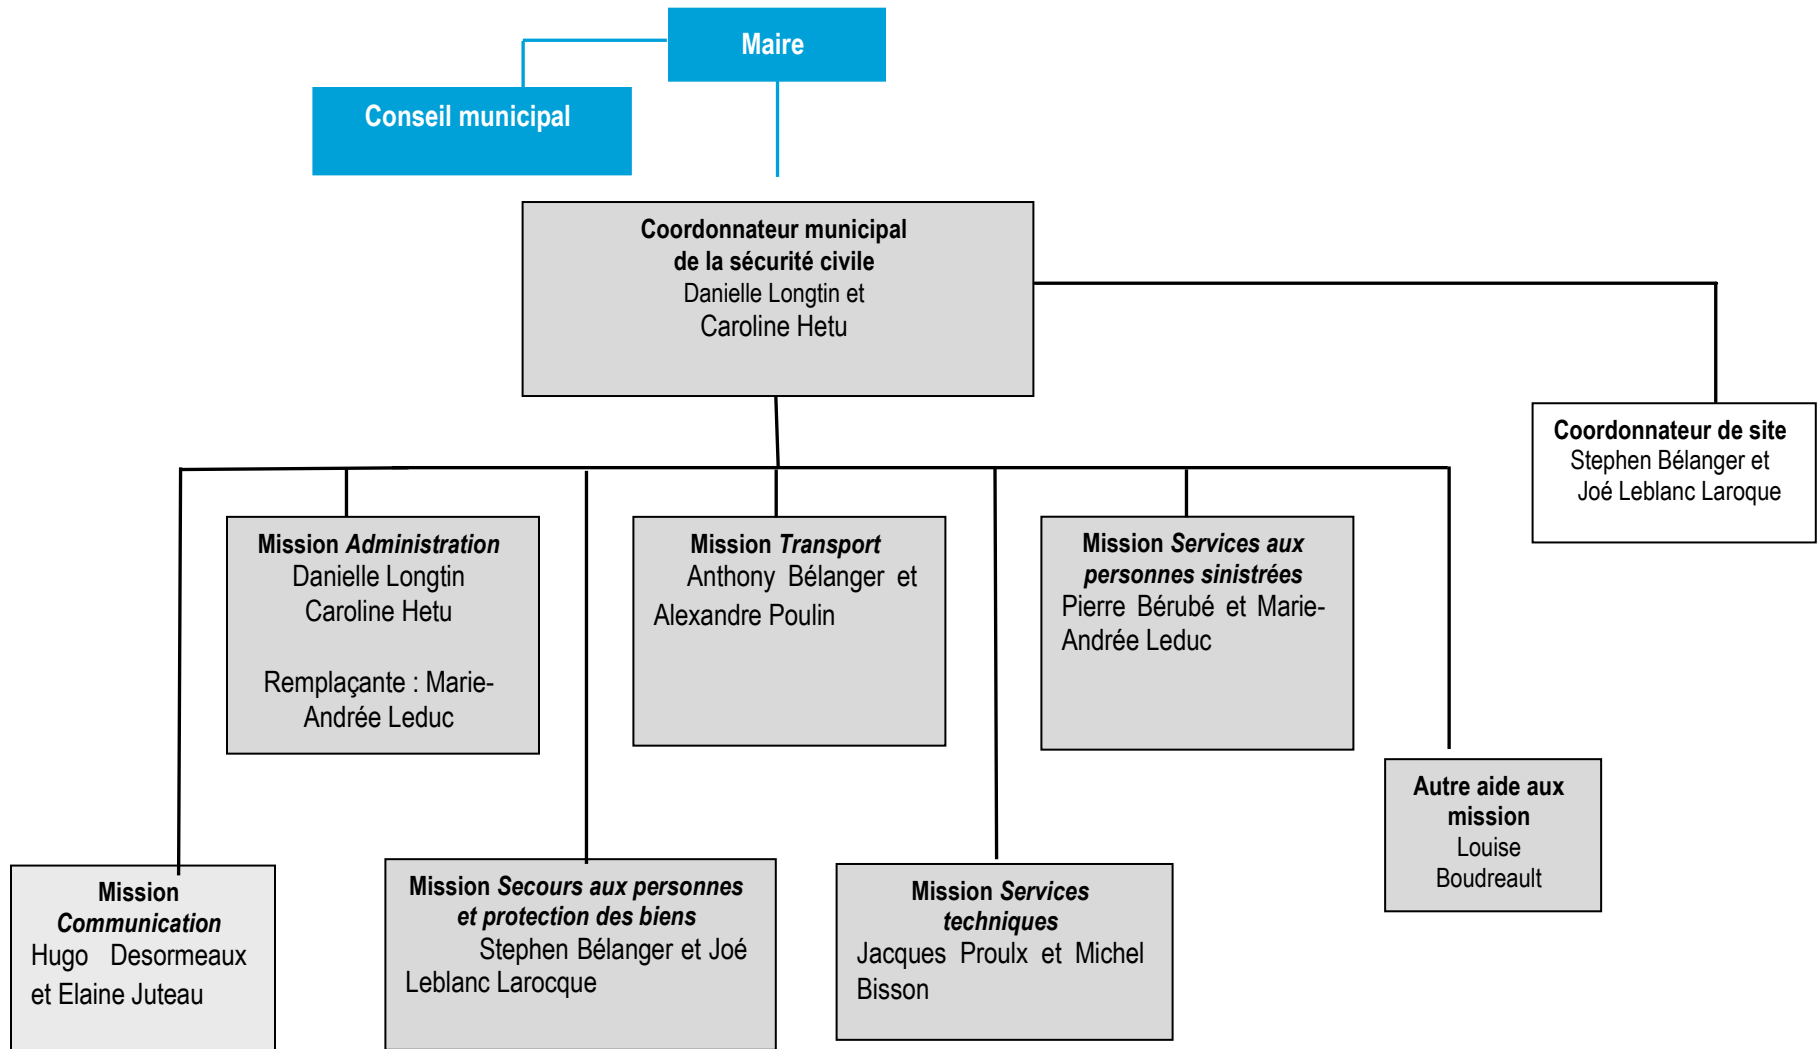 Maire
Conseil municipal
Coordonnateur municipal
de la sécurité civile
Danielle Longtin et
Caroline Hetu
Coordonnateur de site
Stephen Bélanger et
Joé Leblanc Laroque
Mission Administration
Danielle Longtin
Caroline Hetu
Remplaçante : Marie-
Andrée Leduc
Mission Transport
Anthony Bélanger et
Alexandre Poulin
Mission Services aux
personnes sinistrées
Pierre Bérubé et Marie-
Andrée Leduc
Autre aide aux
mission
Louise
Boudreault
Mission
Communication
Hugo Desormeaux
et Elaine Juteau
Mission Secours aux personnes
et protection des biens
Stephen Bélanger et Joé
Leblanc Larocque
Mission Services
techniques
Jacques Proulx et Michel
Bisson